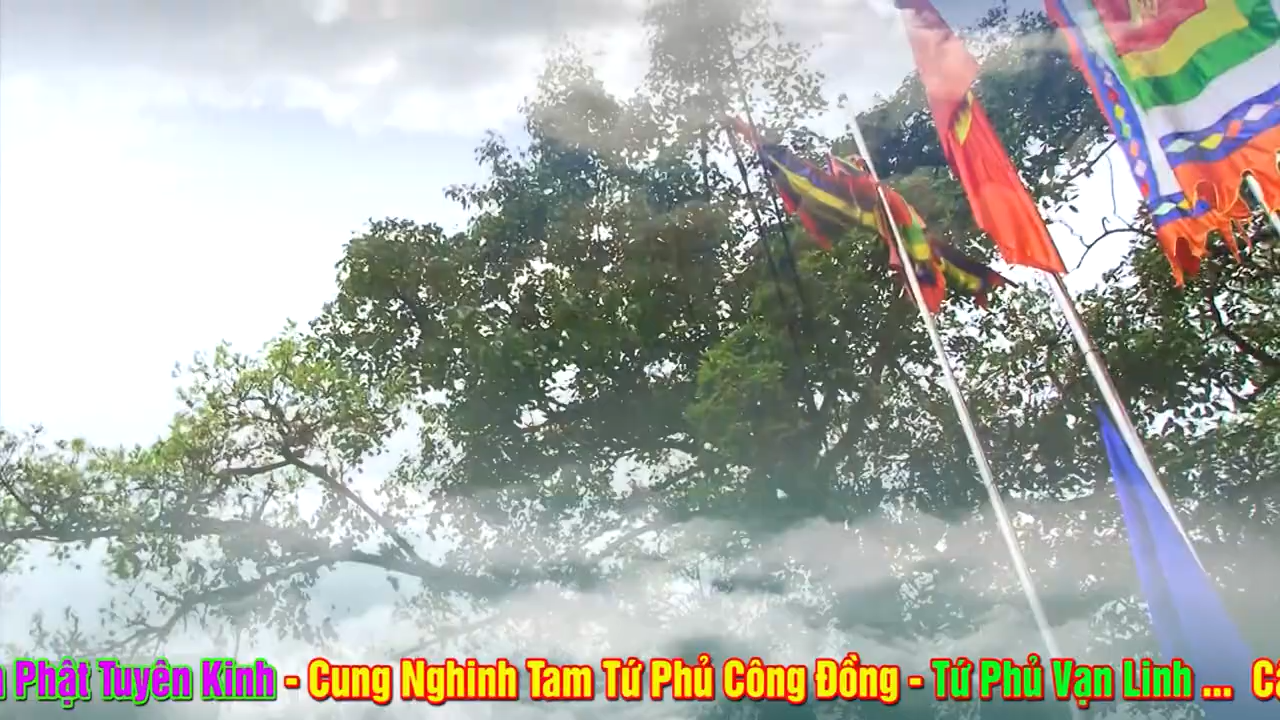 Phật Tuyên Kinh - Cung Nghinh Tam Tứ Phủ Công Đồng - Tứ Phủ Vạn Linh ...